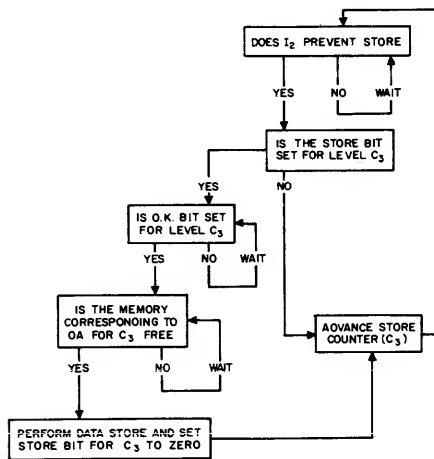 DOES I₂ PREVENT STORE
YES
NO
WAIT
IS THE STORE BIT
SET FOR LEVEL C₃
YES
NO
IS O.K. BIT SET
FOR LEVEL C₃
YES
NO
WAIT
IS THE MEMORY
CORRESPONOING TO
OA FOR C₃ FREE
YES
NO
WAIT
AOVANCE STORE
COUNTER (C₃)
PERFORM DATA STORE AND SET
STORE BIT FOR C₃ TO ZERO